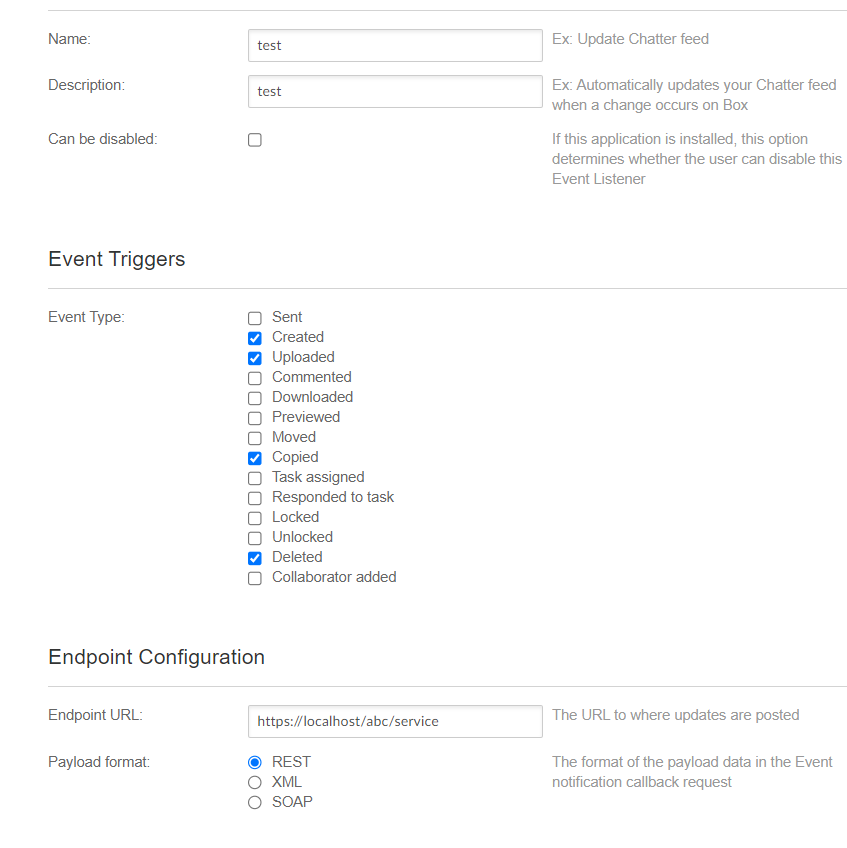 Name:
test
Ex: Update Chatter feed
Description:
test
Ex: Automatically updates your Chatter feed
when a change occurs on Box
Can be disabled:
If this application is installed, this option
determines whether the user can disable this
Event Listener
Event Triggers
Event Type:
Sent
Created
Uploaded
Commented
Downloaded
Previewed
Moved
Copied
Task assigned
Responded to task
Locked
Unlocked
Deleted
Collaborator added
Endpoint Configuration
Endpoint URL:
https://localhost/abc/service
The URL to where updates are posted
Payload format:
REST
XML
SOAP
The format of the payload data in the Event
notification callback request